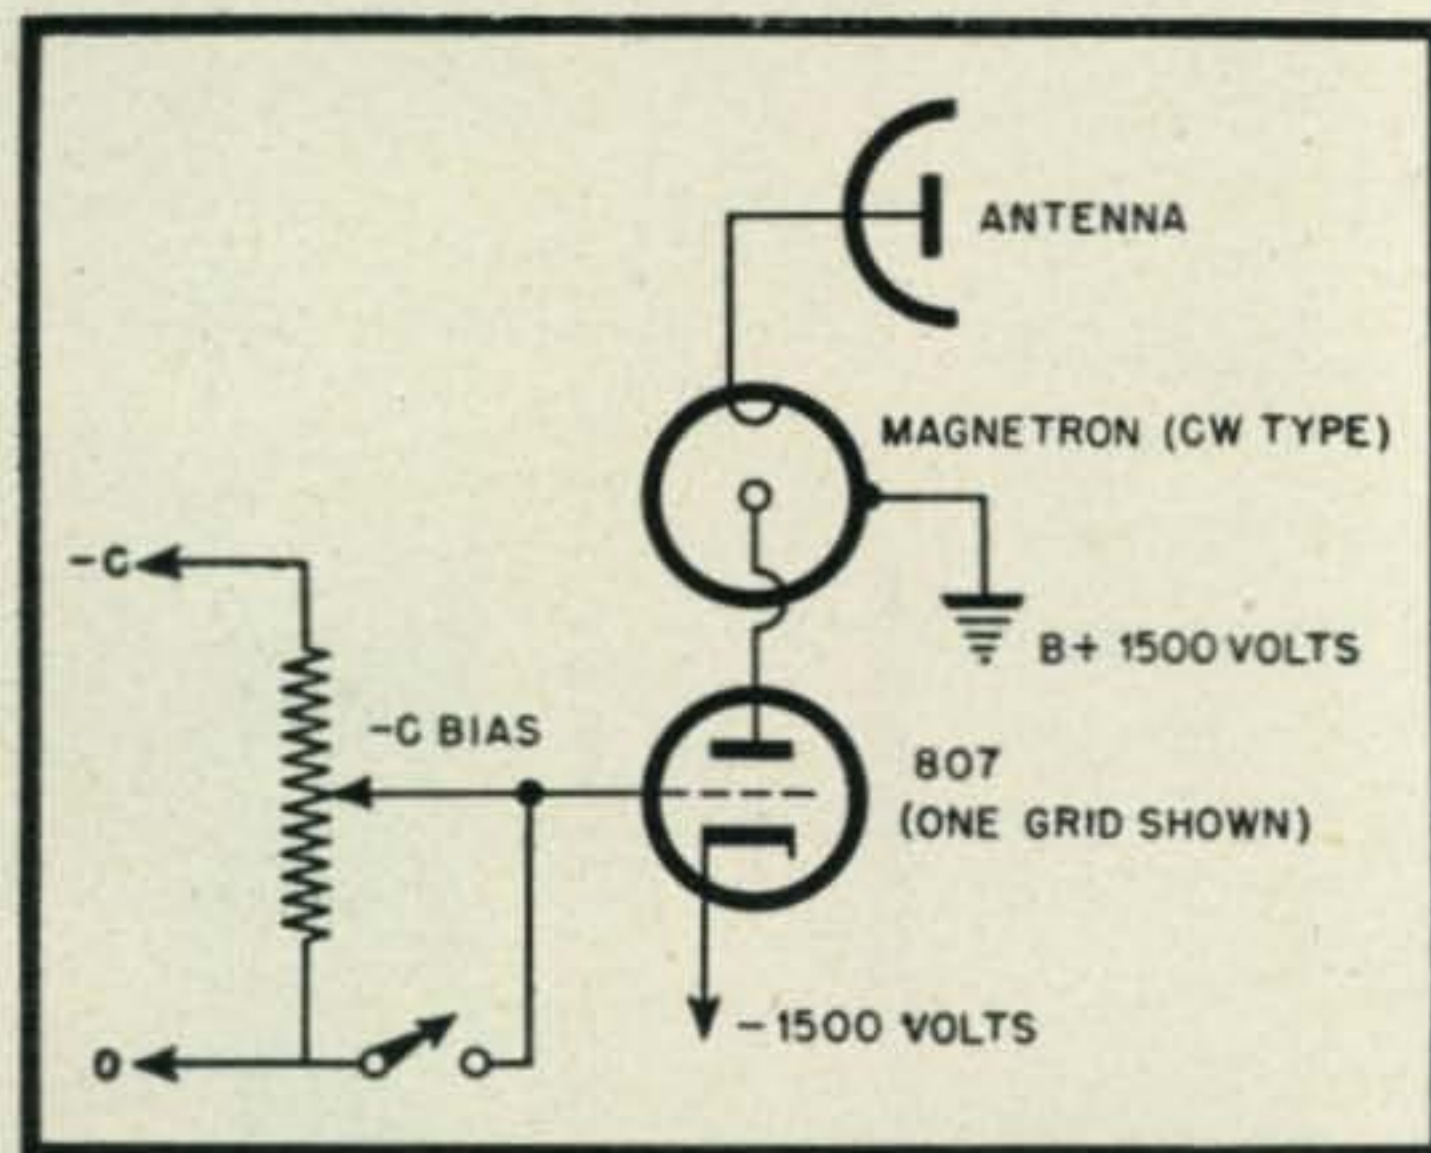 ANTENNA
MAGNETRON (CW TYPE)
-C
B+ 1500 VOLTS
-C BIAS
807
(ONE GRID SHOWN)
-1500 VOLTS
0